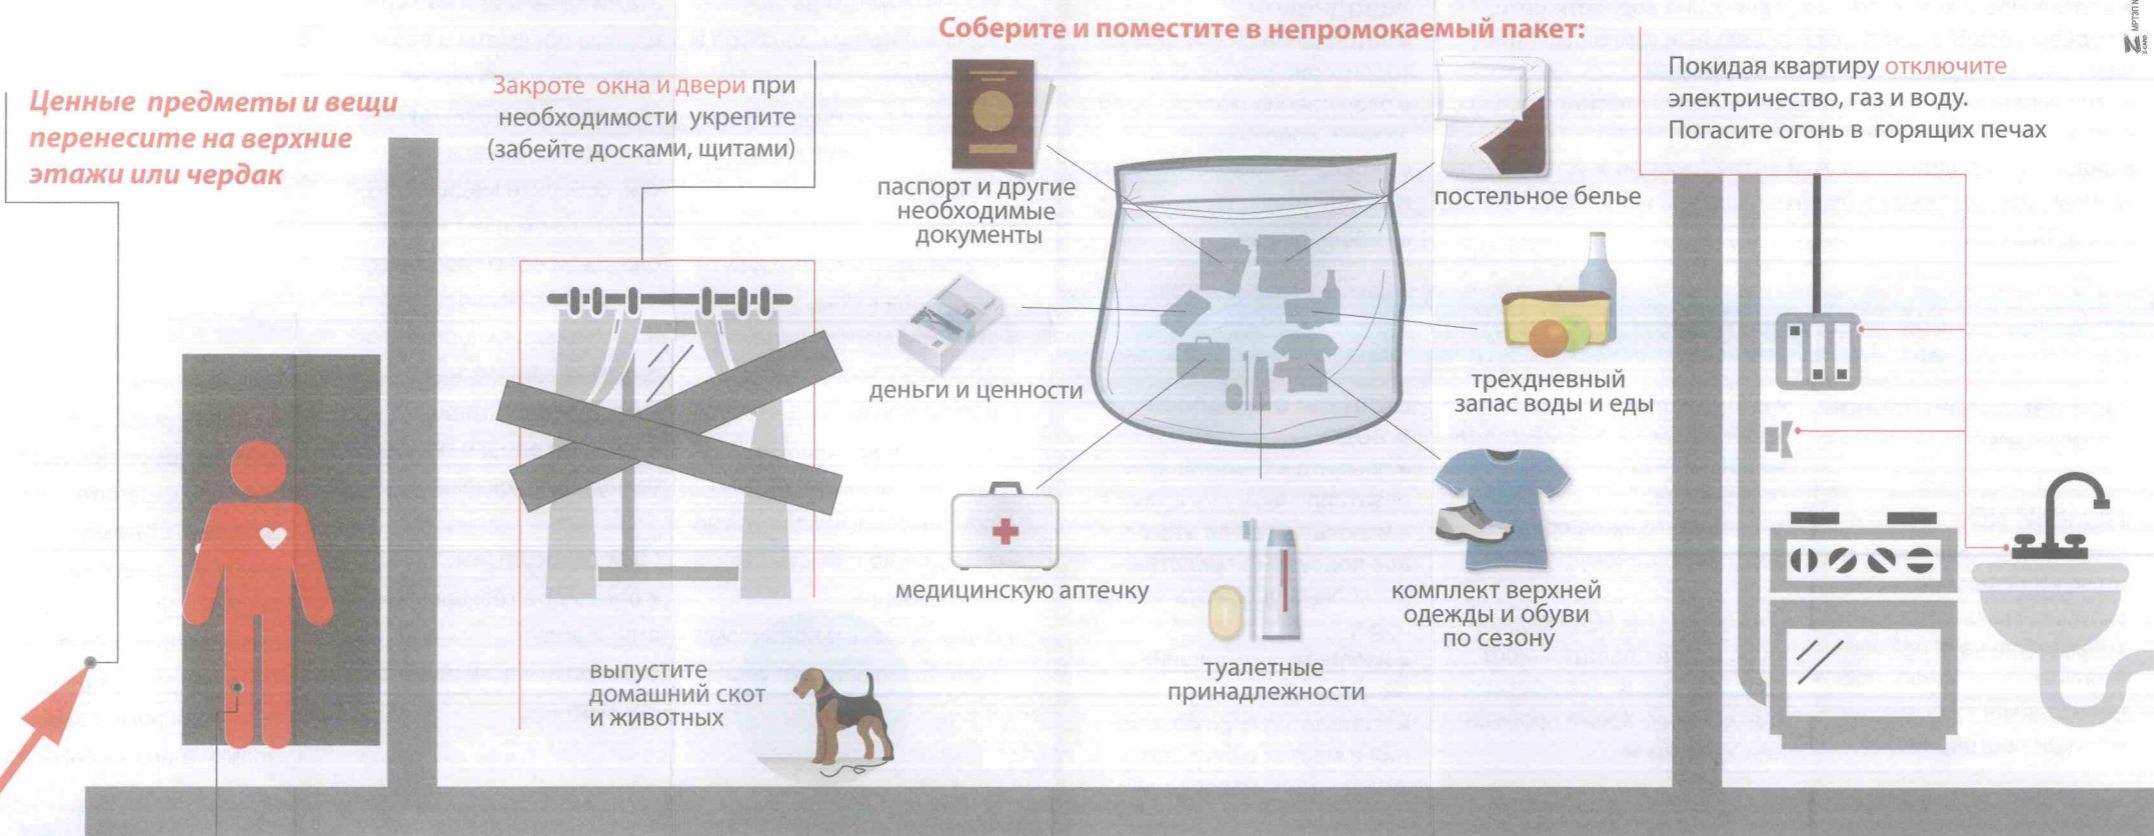 Соберите и поместите в непромокаемый пакет:
Ценные предметы и вещи
перенесите на верхние
этажи или чердак
Закроте окна и двери при
необходимости укрепите
(забейте досками, щитами)
паспорт и другие
необходимые
документы
деньги и ценности
медицинскую аптечку
туалетные
принадлежности
постельное белье
трехдневный
запас воды и еды
комплект верхней
одежды и обуви
по сезону
выпустите
домашний скот
и животных
Покидая квартиру отключите
электричество, газ и воду.
Погасите огонь в горящих печах